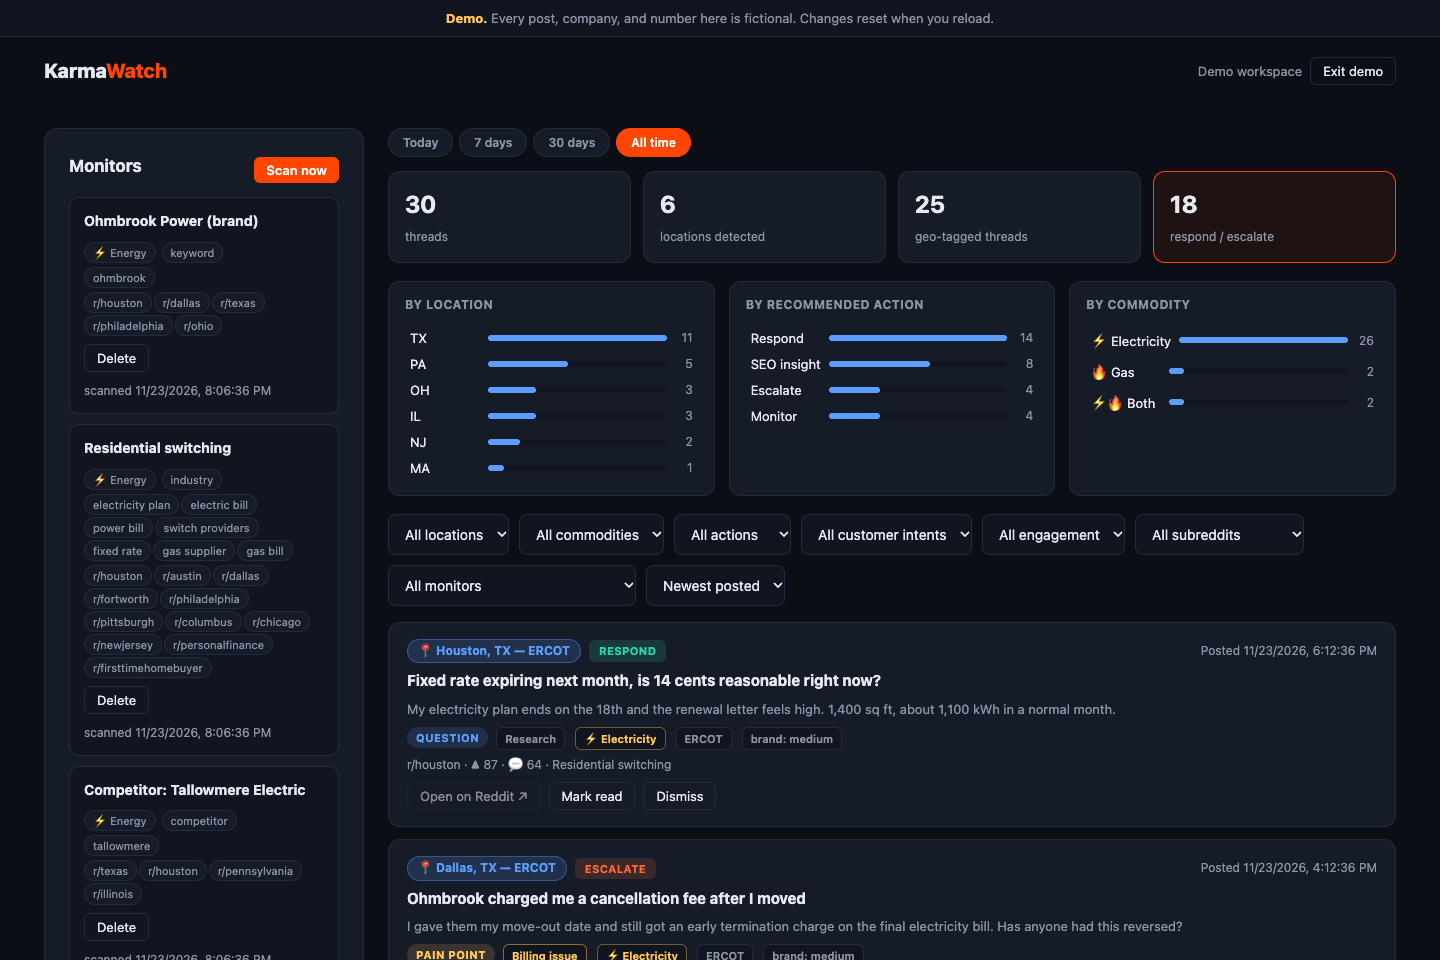 Demo. Every post, company, and number here is fictional. Changes reset when you reload.
KarmaWatch
Demo workspace
Exit demo
Monitors
Scan now
Ohmbrook Power (brand)
⚡ Energy keyword
ohmbrook
r/houston r/dallas r/texas
r/philadelphia r/ohio
Delete
scanned 11/23/2026, 8:06:36 PM
Residential switching
⚡ Energy industry
electricity plan electric bill
power bill switch providers
fixed rate gas supplier gas bill
r/houston r/austin r/dallas
r/fortworth r/philadelphia
r/pittsburgh r/columbus r/chicago
r/newjersey r/personalfinance
r/firsttimehomebuyer
Delete
scanned 11/23/2026, 8:06:36 PM
Competitor: Tallowmere Electric
⚡ Energy competitor
tallowmere
r/texas r/houston r/pennsylvania
r/illinois
Delete
scanned 11/23/2026, 8:06:36 PM
Today 7 days 30 days All time
30
threads
6
locations detected
25
geo-tagged threads
18
respond / escalate
BY LOCATION
TX 11
PA 5
OH 3
IL 3
NJ 2
MA 1
BY RECOMMENDED ACTION
Respond 14
SEO insight 8
Escalate 4
Monitor 4
BY COMMODITY
⚡ Electricity 26
🔥 Gas 2
⚡🔥 Both 2
All locations All commodities All actions All customer intents All engagement All subreddits
All monitors Newest posted
📍 Houston, TX — ERCOT RESPOND Posted 11/23/2026, 6:12:36 PM
Fixed rate expiring next month, is 14 cents reasonable right now?
My electricity plan ends on the 18th and the renewal letter feels high. 1,400 sq ft, about 1,100 kWh in a normal month.
QUESTION Research ⚡ Electricity ERCOT brand: medium
r/houston · ▲ 87 · 💬 64 · Residential switching
Open on Reddit ↗ Mark read Dismiss
📍 Dallas, TX — ERCOT ESCALATE Posted 11/23/2026, 4:12:36 PM
Ohmbrook charged me a cancellation fee after I moved
I gave them my move-out date and still got an early termination charge on the final electricity bill. Has anyone had this reversed?
PAIN POINT Billing issue ⚡ Electricity ERCOT brand: medium